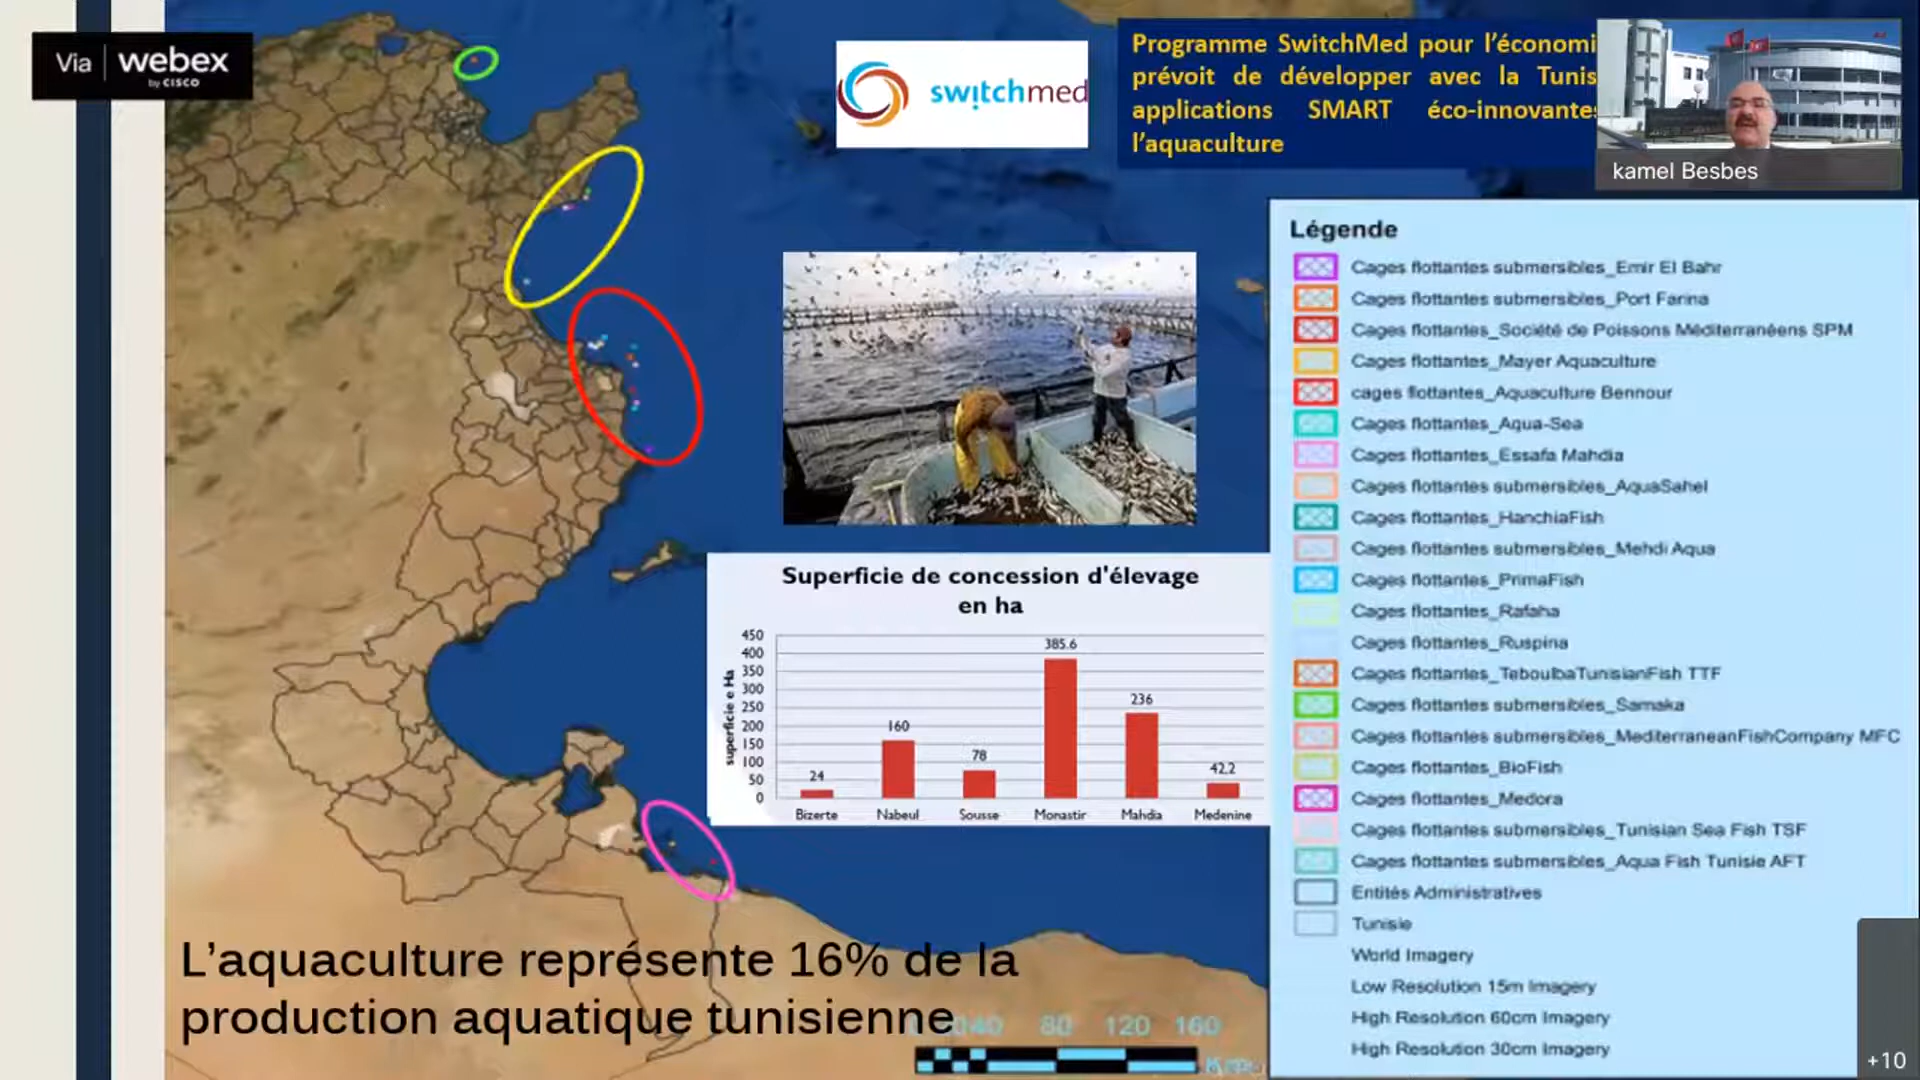 Via webex
by CISCO
switchmed
Programme SwitchMed pour l’économi
prévoit de développer avec la Tunis
applications SMART éco-innovantes
l’aquaculture
kamel Besbes
Légende
Cages flottantes submersibles_Emir El Bahr
Cages flottantes submersibles_Port Farina
Cages flottantes_Société de Poissons Méditerranéens SPM
Cages flottantes_Mayer Aquaculture
cages flottantes_Aquaculture Bennour
Cages flottantes_Aqua-Sea
Cages flottantes_Essafa Mahdia
Cages flottantes submersibles_AquaSahel
Cages flottantes_HanchiaFish
Cages flottantes submersibles_Mehdi Aqua
Cages flottantes_PrimaFish
Cages flottantes_Rafaha
Cages flottantes_Ruspina
Cages flottantes_TeboulbaTunisianFish TTF
Cages flottantes submersibles_Samaka
Cages flottantes submersibles_MediterraneanFishCompany MFC
Cages flottantes_BioFish
Cages flottantes_Medora
Cages flottantes submersibles_Tunisian Sea Fish TSF
Cages flottantes submersibles_Aqua Fish Tunisie AFT
Entités Administratives
Tunisie
World Imagery
Low Resolution 15m Imagery
High Resolution 60cm Imagery
High Resolution 30cm Imagery
Superficie de concession d'élevage
en ha
superficie e Ha
450
400
350
300
250
200
150
100
50
0
24
160
78
385.6
236
42.2
Bizerte Nabeul Sousse Monastir Mahdia Medenine
L’aquaculture représente 16% de la
production aquatique tunisienne
40 80 120 160
Km
+10